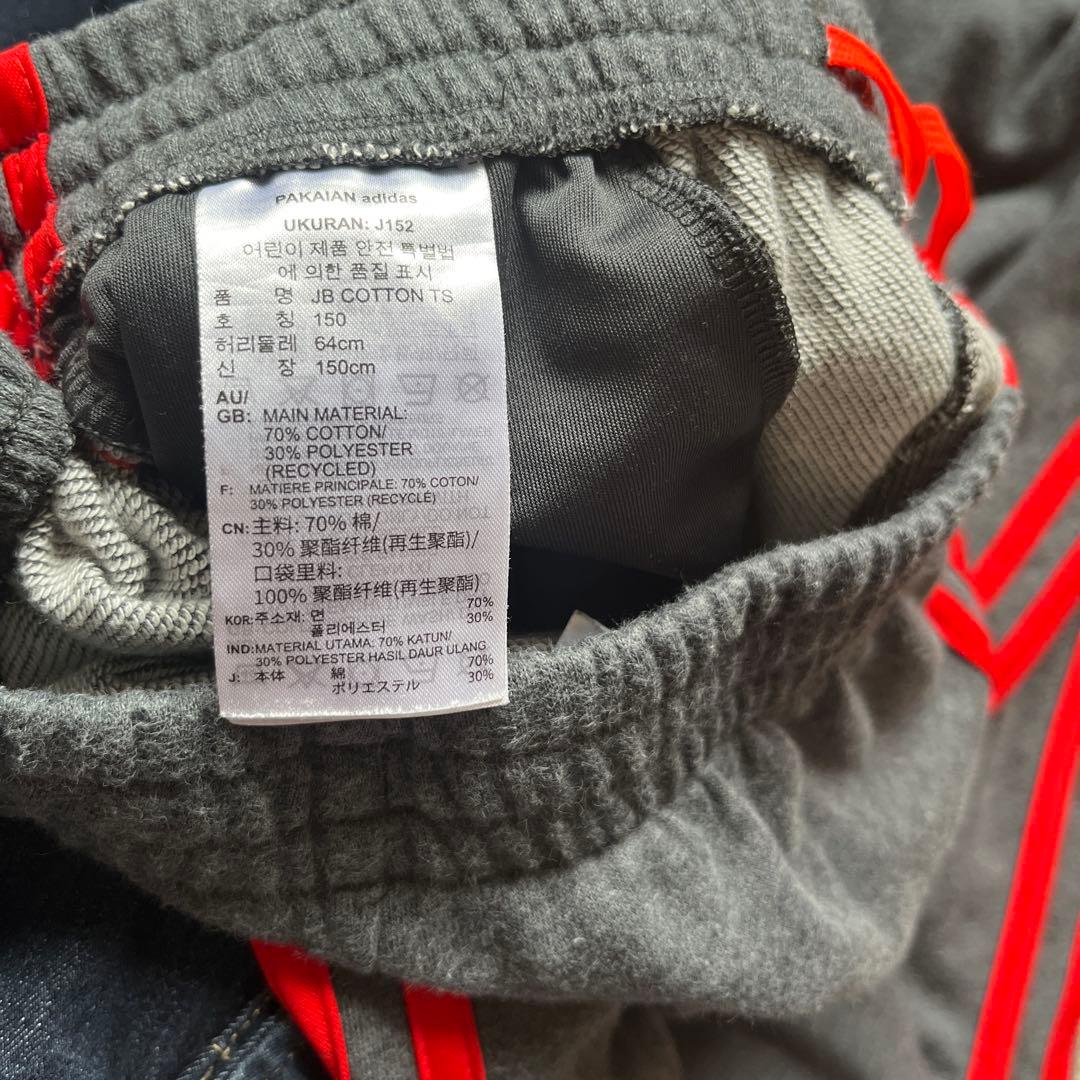 PAKAIAN adidas
UKURAN: J152
어린이 제품 안전 특별법
에 의한 품질 표시
품 명 JB COTTON TS
호 칭 150
허리둘레 64cm
신 장 150cm
AU/
GB: MAIN MATERIAL:
70% COTTON/
30% POLYESTER
(RECYCLED)
F: MATIERE PRINCIPALE: 70% COTON/
30% POLYESTER (RECYCLÉ)
CN: 主料: 70% 棉/
30% 聚酯纤维(再生聚酯)/
口袋里料:
100% 聚酯纤维(再生聚酯)
KOR: 주소재: 면 70%
폴리에스터 30%
IND: MATERIAL UTAMA: 70% KATUN/
30% POLYESTER HASIL DAUR ULANG
J: 本体 綿 70%
ポリエステル 30%